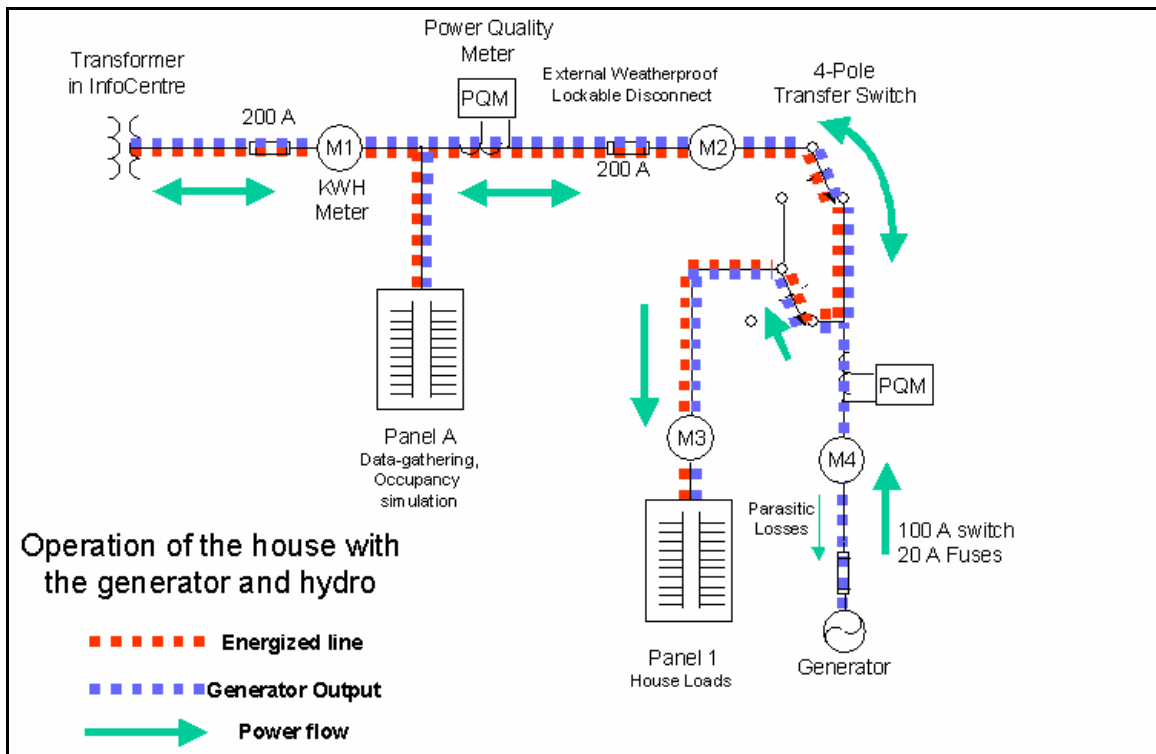 Transformer
in InfoCentre
200 A
M1
KWH
Meter
Power Quality
Meter
PQM
External Weatherproof
Lockable Disconnect
200 A
M2
4-Pole
Transfer Switch
Panel A
Data-gathering,
Occupancy
simulation
M3
Panel 1
House Loads
PQM
M4
Parasitic
Losses
100 A switch
20 A Fuses
Generator
Operation of the house with
the generator and hydro
Energized line
Generator Output
Power flow